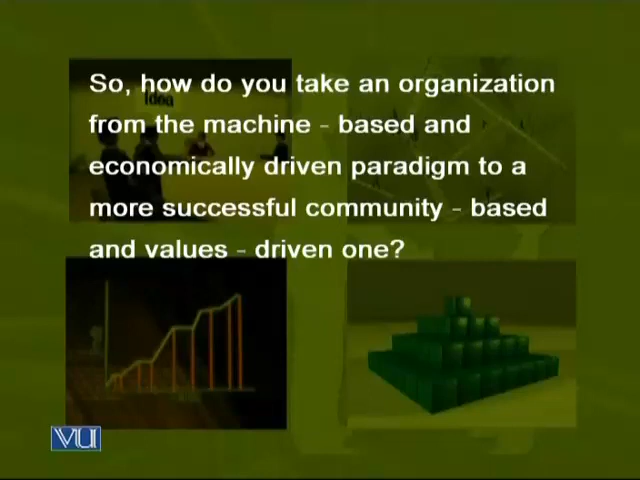 So, how do you take an organization
from the machine - based and
economically driven paradigm to a
more successful community - based
and values - driven one?
Idea
VU